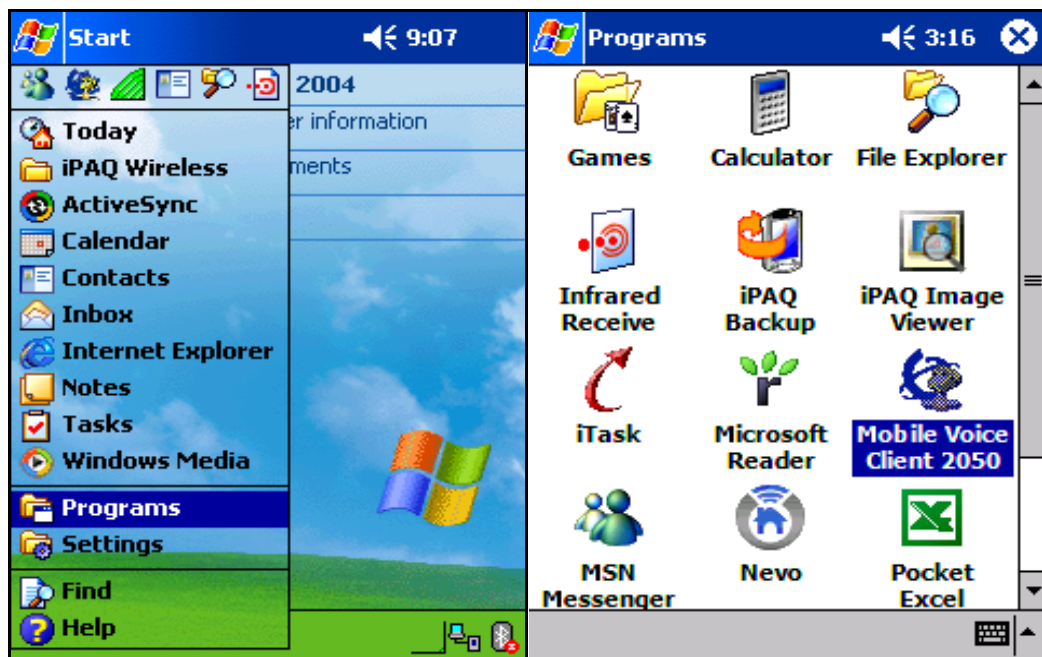 Start 9:07
2004
er information
ments
Today
iPAQ Wireless
ActiveSync
Calendar
Contacts
Inbox
Internet Explorer
Notes
Tasks
Windows Media
Programs
Settings
Find
Help
Programs 3:16
Games Calculator File Explorer
Infrared iPAQ iPAQ Image
Receive Backup Viewer
iTask Microsoft Mobile Voice
Reader Client 2050
MSN Nevo Pocket
Messenger Excel